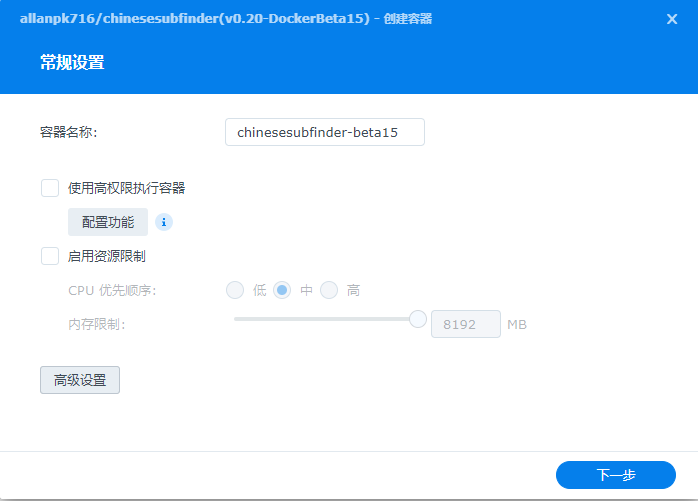 allanpk716/chinesesubfinder(v0.20-DockerBeta15) - 创建容器
常规设置
容器名称: chinesesubfinder-beta15
使用高权限执行容器
配置功能 i
启用资源限制
CPU 优先顺序: 低 中 高
内存限制: 8192 MB
高级设置
下一步